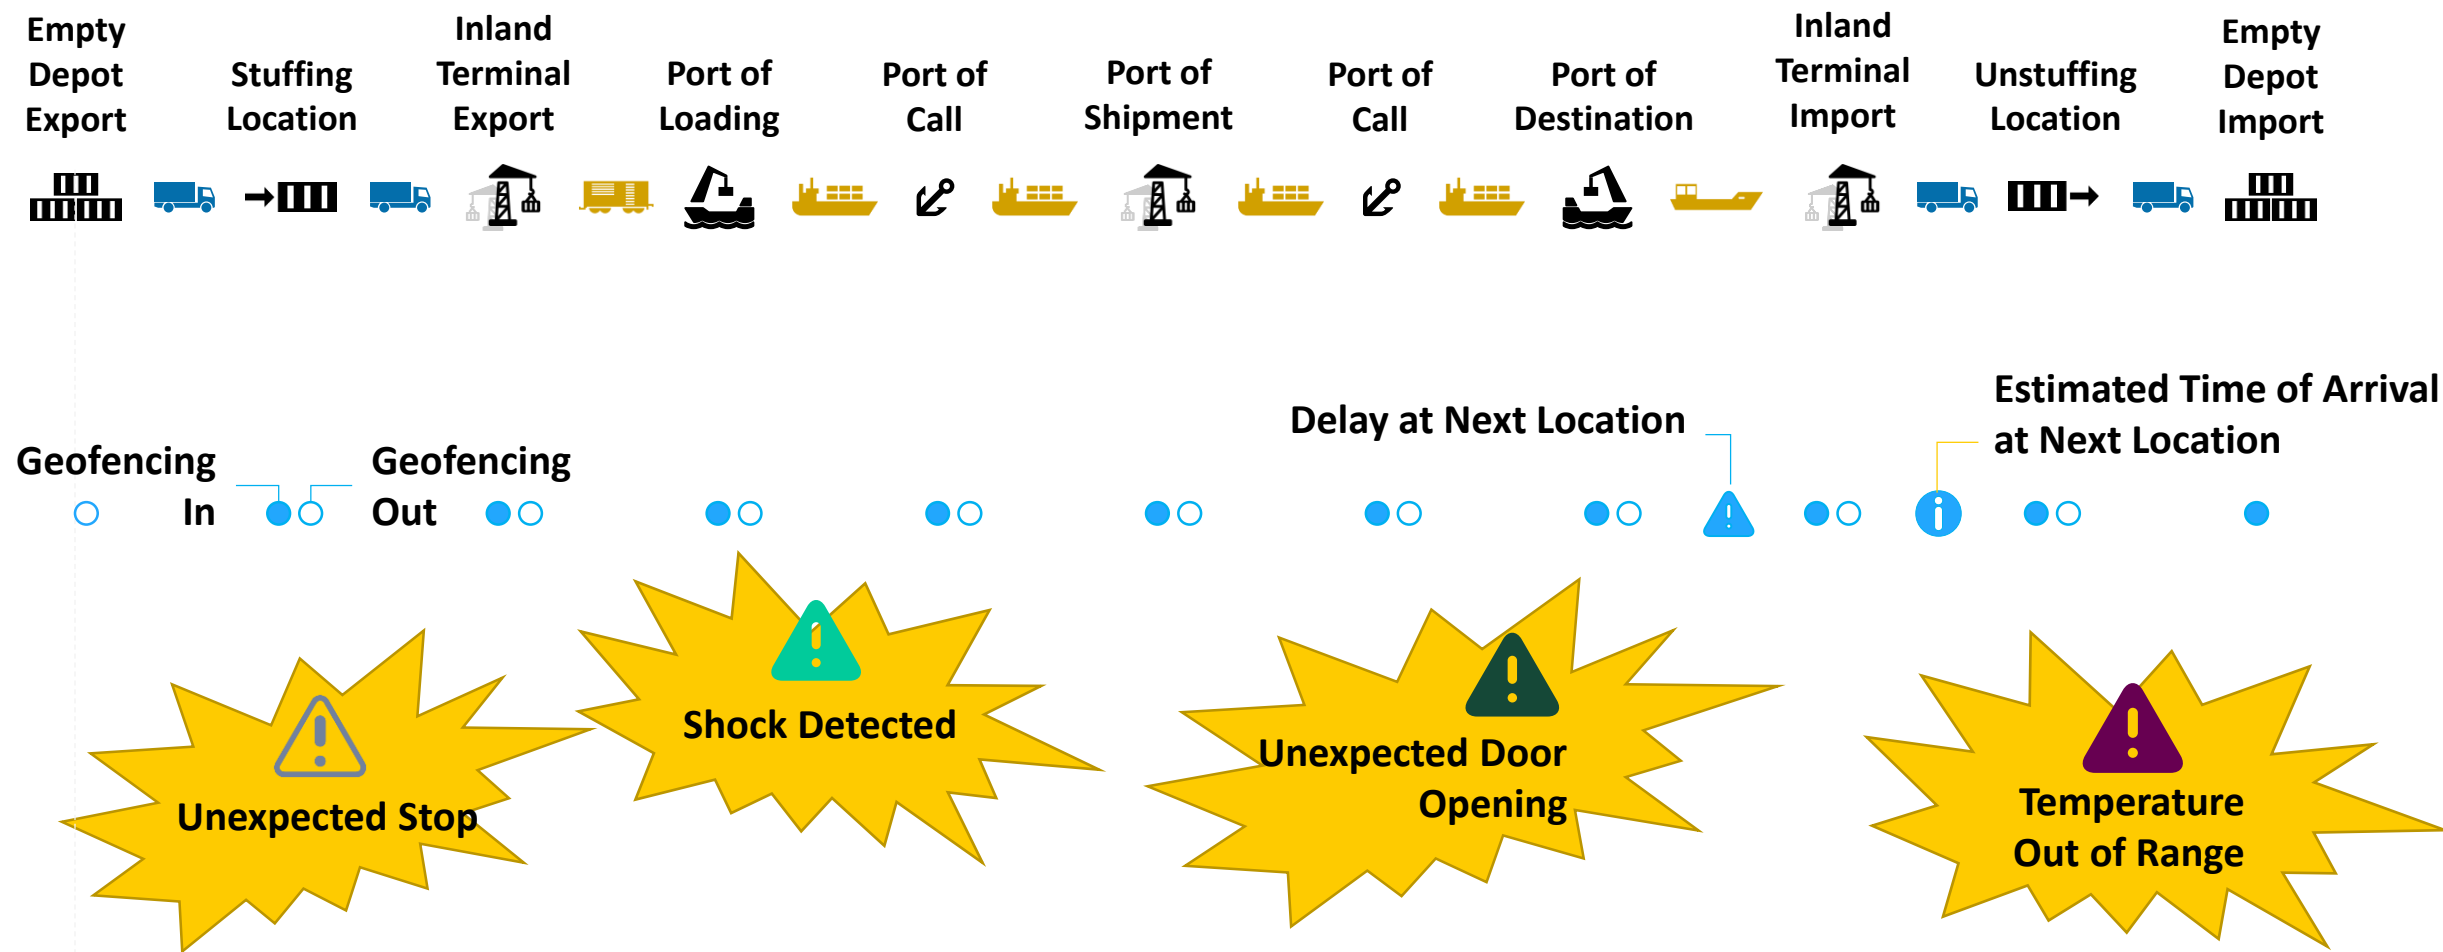 Empty
Depot
Export
Stuffing
Location
Inland
Terminal
Export
Port of
Loading
Port of
Call
Port of
Shipment
Port of
Call
Port of
Destination
Inland
Terminal
Import
Unstuffing
Location
Empty
Depot
Import
Geofencing
In
Geofencing
Out
Delay at Next Location
Estimated Time of Arrival
at Next Location
Unexpected Stop
Shock Detected
Unexpected Door
Opening
Temperature
Out of Range